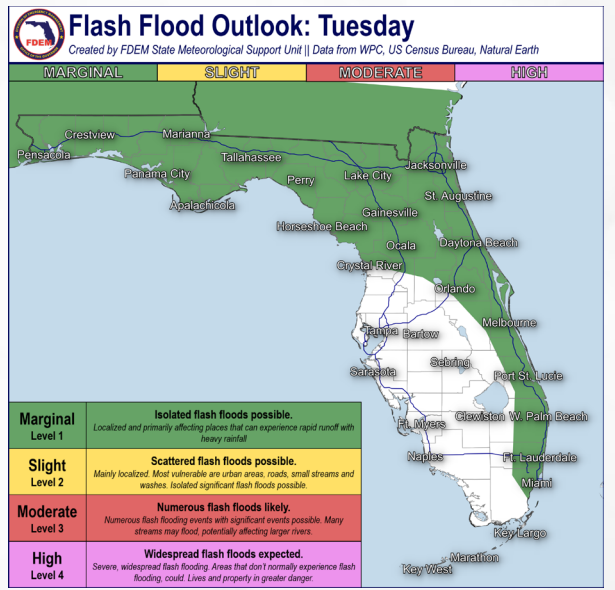 FDEM
Flash Flood Outlook: Tuesday
Created by FDEM State Meteorological Support Unit || Data from WPC, US Census Bureau, Natural Earth
MARGINAL SLIGHT MODERATE HIGH
Crestview Marianna
Pensacola Tallahassee Jacksonville
Panama City Perry Lake City
Apalachicola St. Augustine
Gainesville
Horseshoe Beach
Ocala Daytona Beach
Crystal River
Orlando
Tampa Bartow Melbourne
Sebring
Sarasota Port St. Lucie
Clewiston W. Palm Beach
Ft. Myers
Naples Ft. Lauderdale
Miami
Key Largo
Marathon
Key West
Marginal
Level 1
Isolated flash floods possible.
Localized and primarily affecting places that can experience rapid runoff with
heavy rainfall
Slight
Level 2
Scattered flash floods possible.
Mainly localized. Most vulnerable are urban areas, roads, small streams and
washes. Isolated significant flash floods possible.
Moderate
Level 3
Numerous flash floods likely.
Numerous flash flooding events with significant events possible. Many
streams may flood, potentially affecting larger rivers.
High
Level 4
Widespread flash floods expected.
Severe, widespread flash flooding. Areas that don't normally experience flash
flooding, could. Lives and property in greater danger.